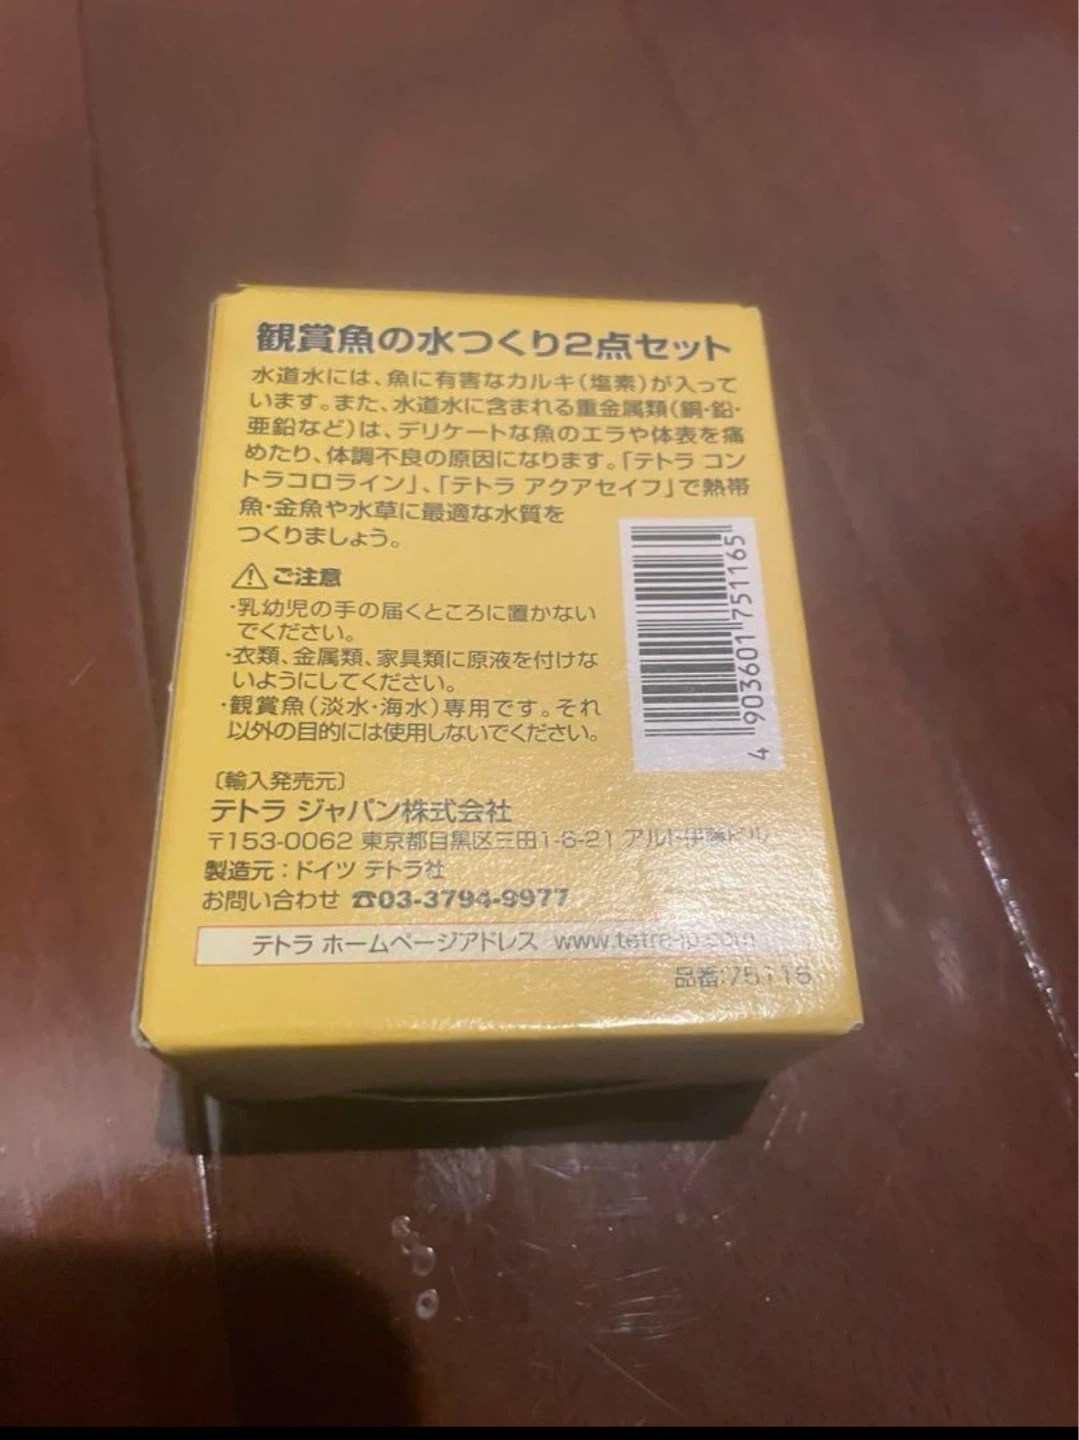 観賞魚の水つくり2点セット
水道水には、魚に有害なカルキ(塩素)が入って
います。また、水道水に含まれる重金属類(銅・鉛・
亜鉛など)は、デリケートな魚のエラや体表を痛
めたり、体調不良の原因になります。「テトラ コン
トラコロライン」、「テトラ アクアセイフ」で熱帯
魚・金魚や水草に最適な水質を
つくりましょう。
ご注意
・乳幼児の手の届くところに置かない
でください。
・衣類、金属類、家具類に原液を付けな
いようにしてください。
・観賞魚(淡水・海水)専用です。それ
以外の目的には使用しないでください。
4 903601 751165
〔輸入発売元〕
テトラ ジャパン株式会社
〒153-0062 東京都目黒区三田1-6-21 アルト伊藤ビル
製造元:ドイツ テトラ社
お問い合わせ ☎03-3794-9977
テトラ ホームページアドレス www.tetra-jp.com
品番:75116